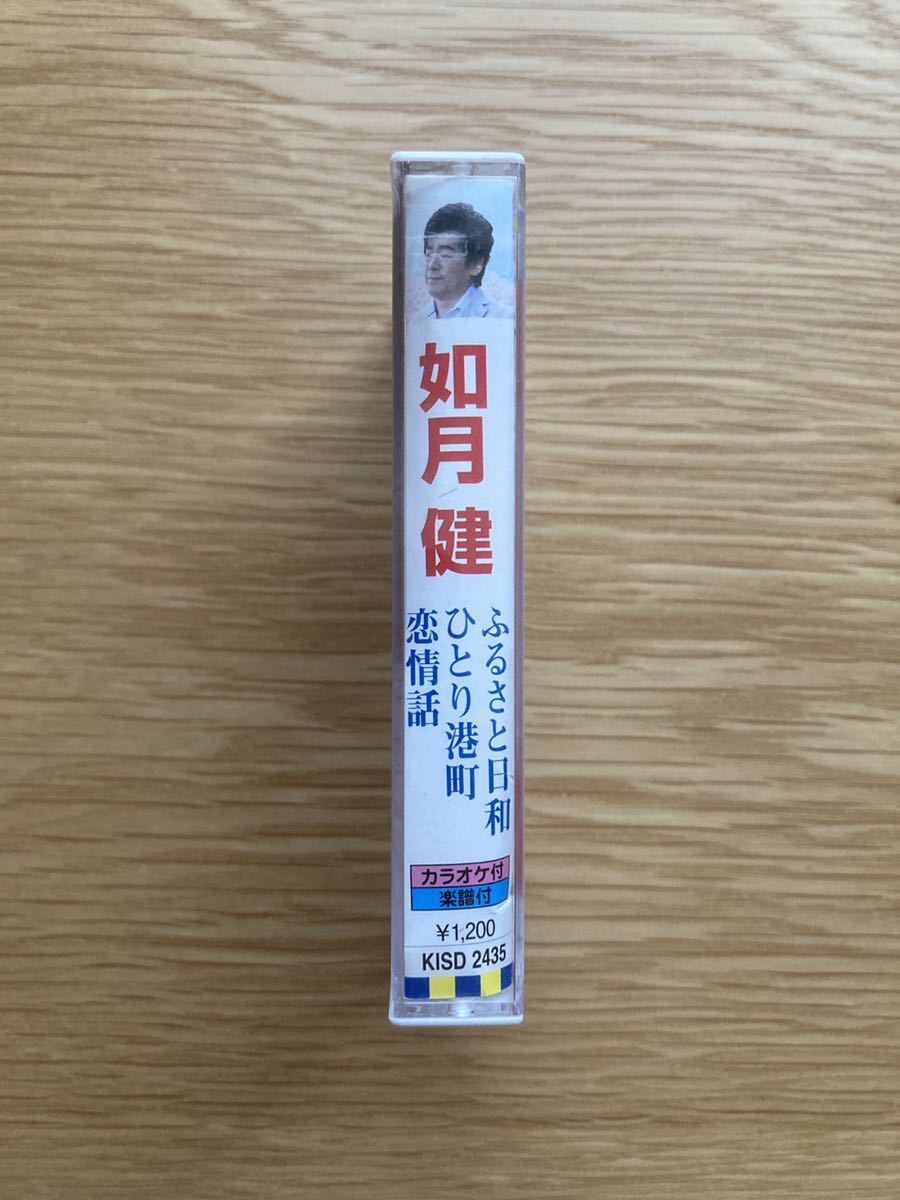 如月 健
ふるさと日和
ひとり港町
恋情話
カラオケ付
楽譜付
¥1,200
KISD 2435